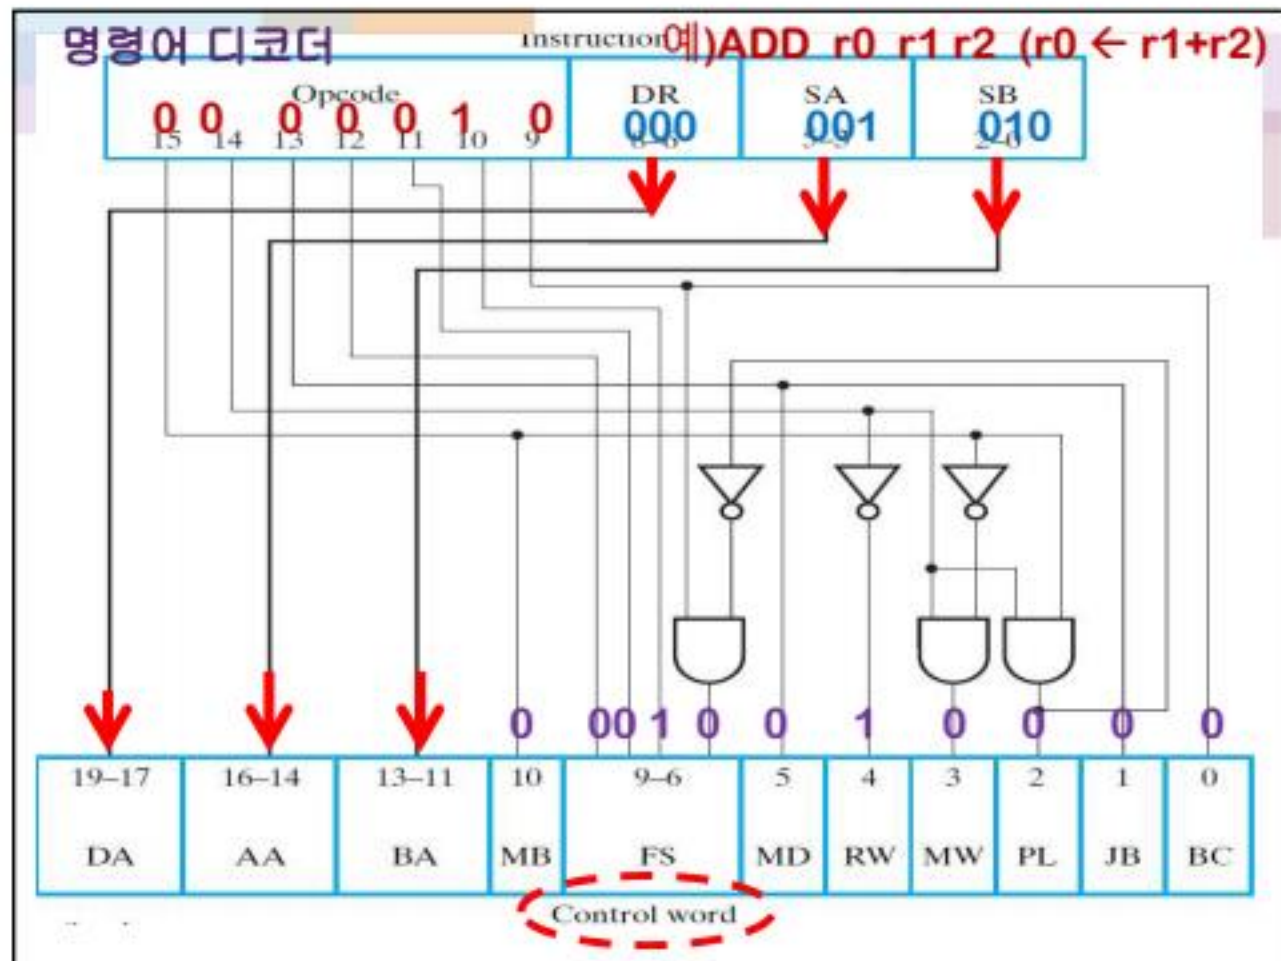 명령어 디코더 Instruction 예)ADD r0 r1 r2 (r0 ← r1+r2)
Opcode DR SA SB
0 0 0 0 0 1 0 000 001 010
15 14 13 12 11 10 9 8–6 5–3 2–0
0 00 1 0 0 1 0 0 0 0
19–17 16–14 13–11 10 9–6 5 4 3 2 1 0
DA AA BA MB FS MD RW MW PL JB BC
Control word